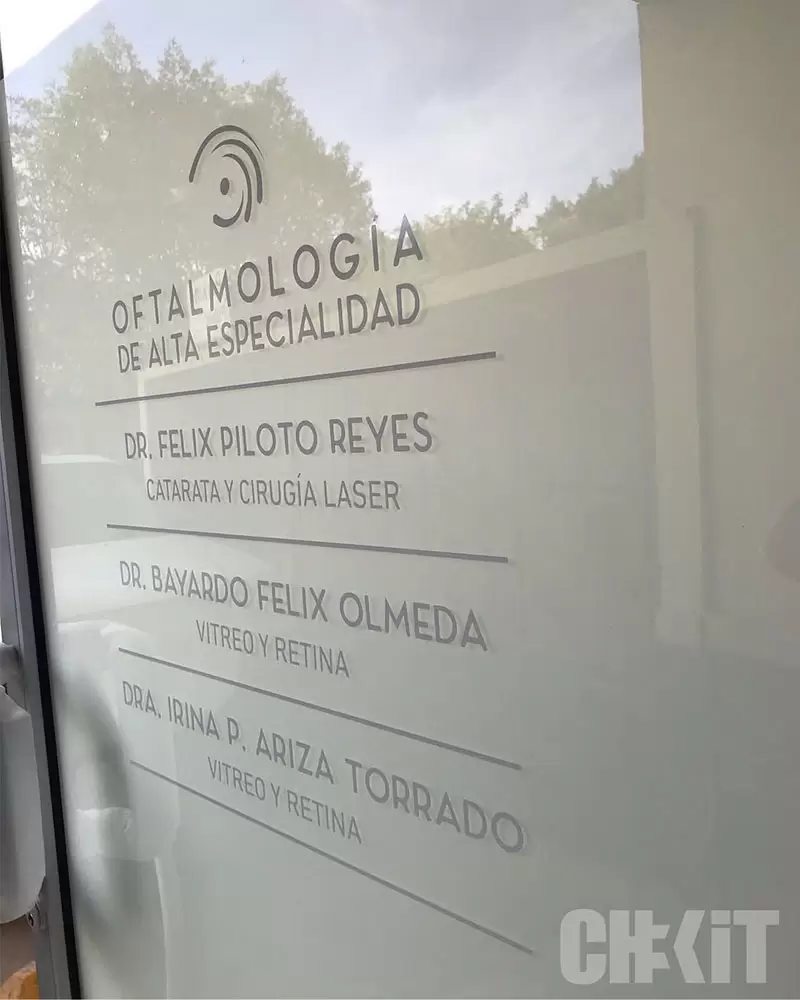 OFTALMOLOGÍA
DE ALTA ESPECIALIDAD
DR. FELIX PILOTO REYES
CATARATA Y CIRUGÍA LASER
DR. BAYARDO FELIX OLMEDA
VITREO Y RETINA
DRA. IRINA P. ARIZA TORRADO
VITREO Y RETINA
CHEKiT